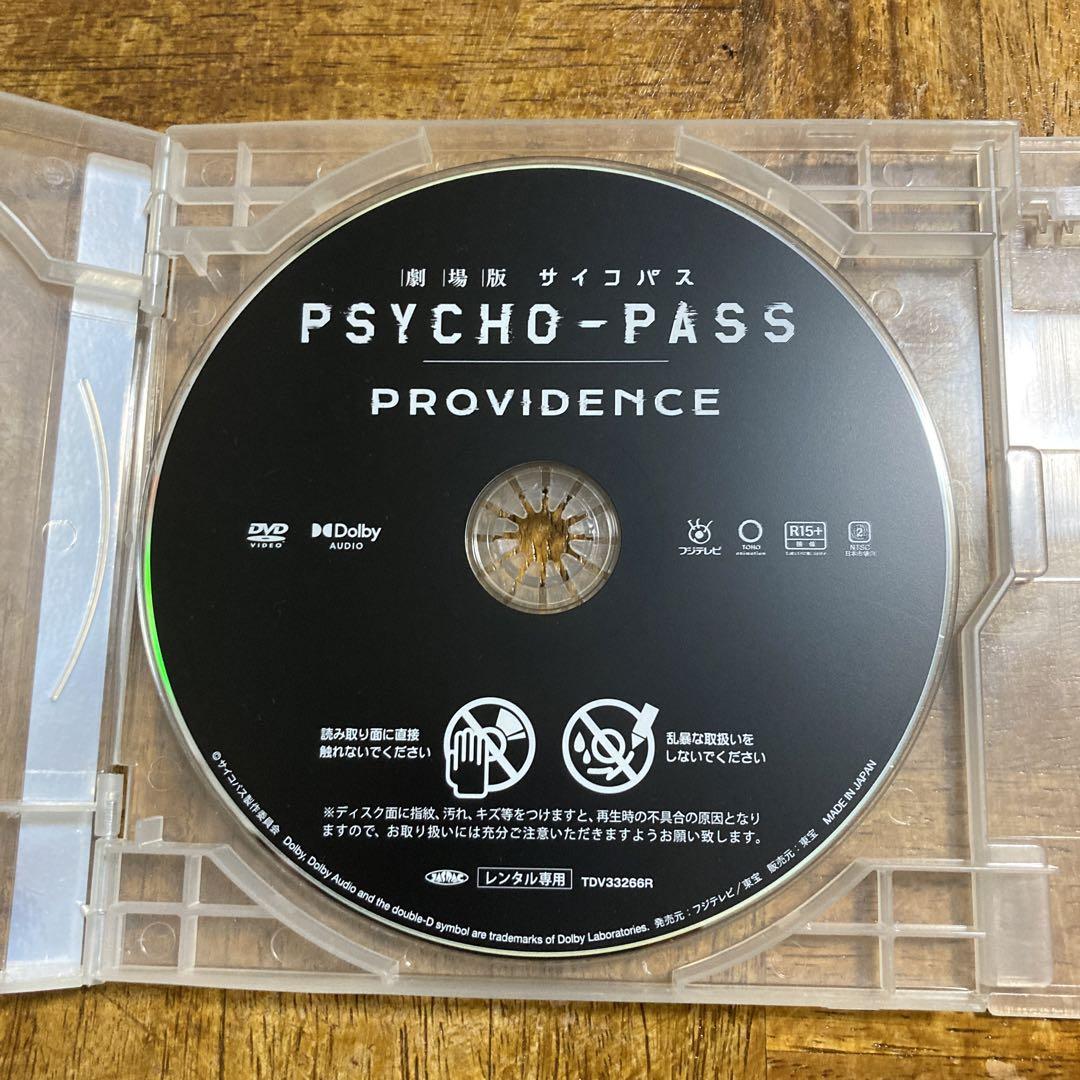 劇場版 サイコパス
PSYCHO-PASS
PROVIDENCE
DVD
VIDEO
Dolby
AUDIO
フジテレビ
TOHO
animation
R15+
2
NTSC
日本市場向
読み取り面に直接
触れないでください
乱暴な取扱いを
しないでください
※ディスク面に指紋、汚れ、キズ等をつけますと、再生時の不具合の原因となり
ますので、お取り扱いには充分ご注意いただきますようお願い致します。
レンタル専用 TDV33266R
©サイコパス製作委員会 Dolby, Dolby Audio and the double-D symbol are trademarks of Dolby Laboratories. 発売元：フジテレビ/東宝 販売元：東宝 MADE IN JAPAN